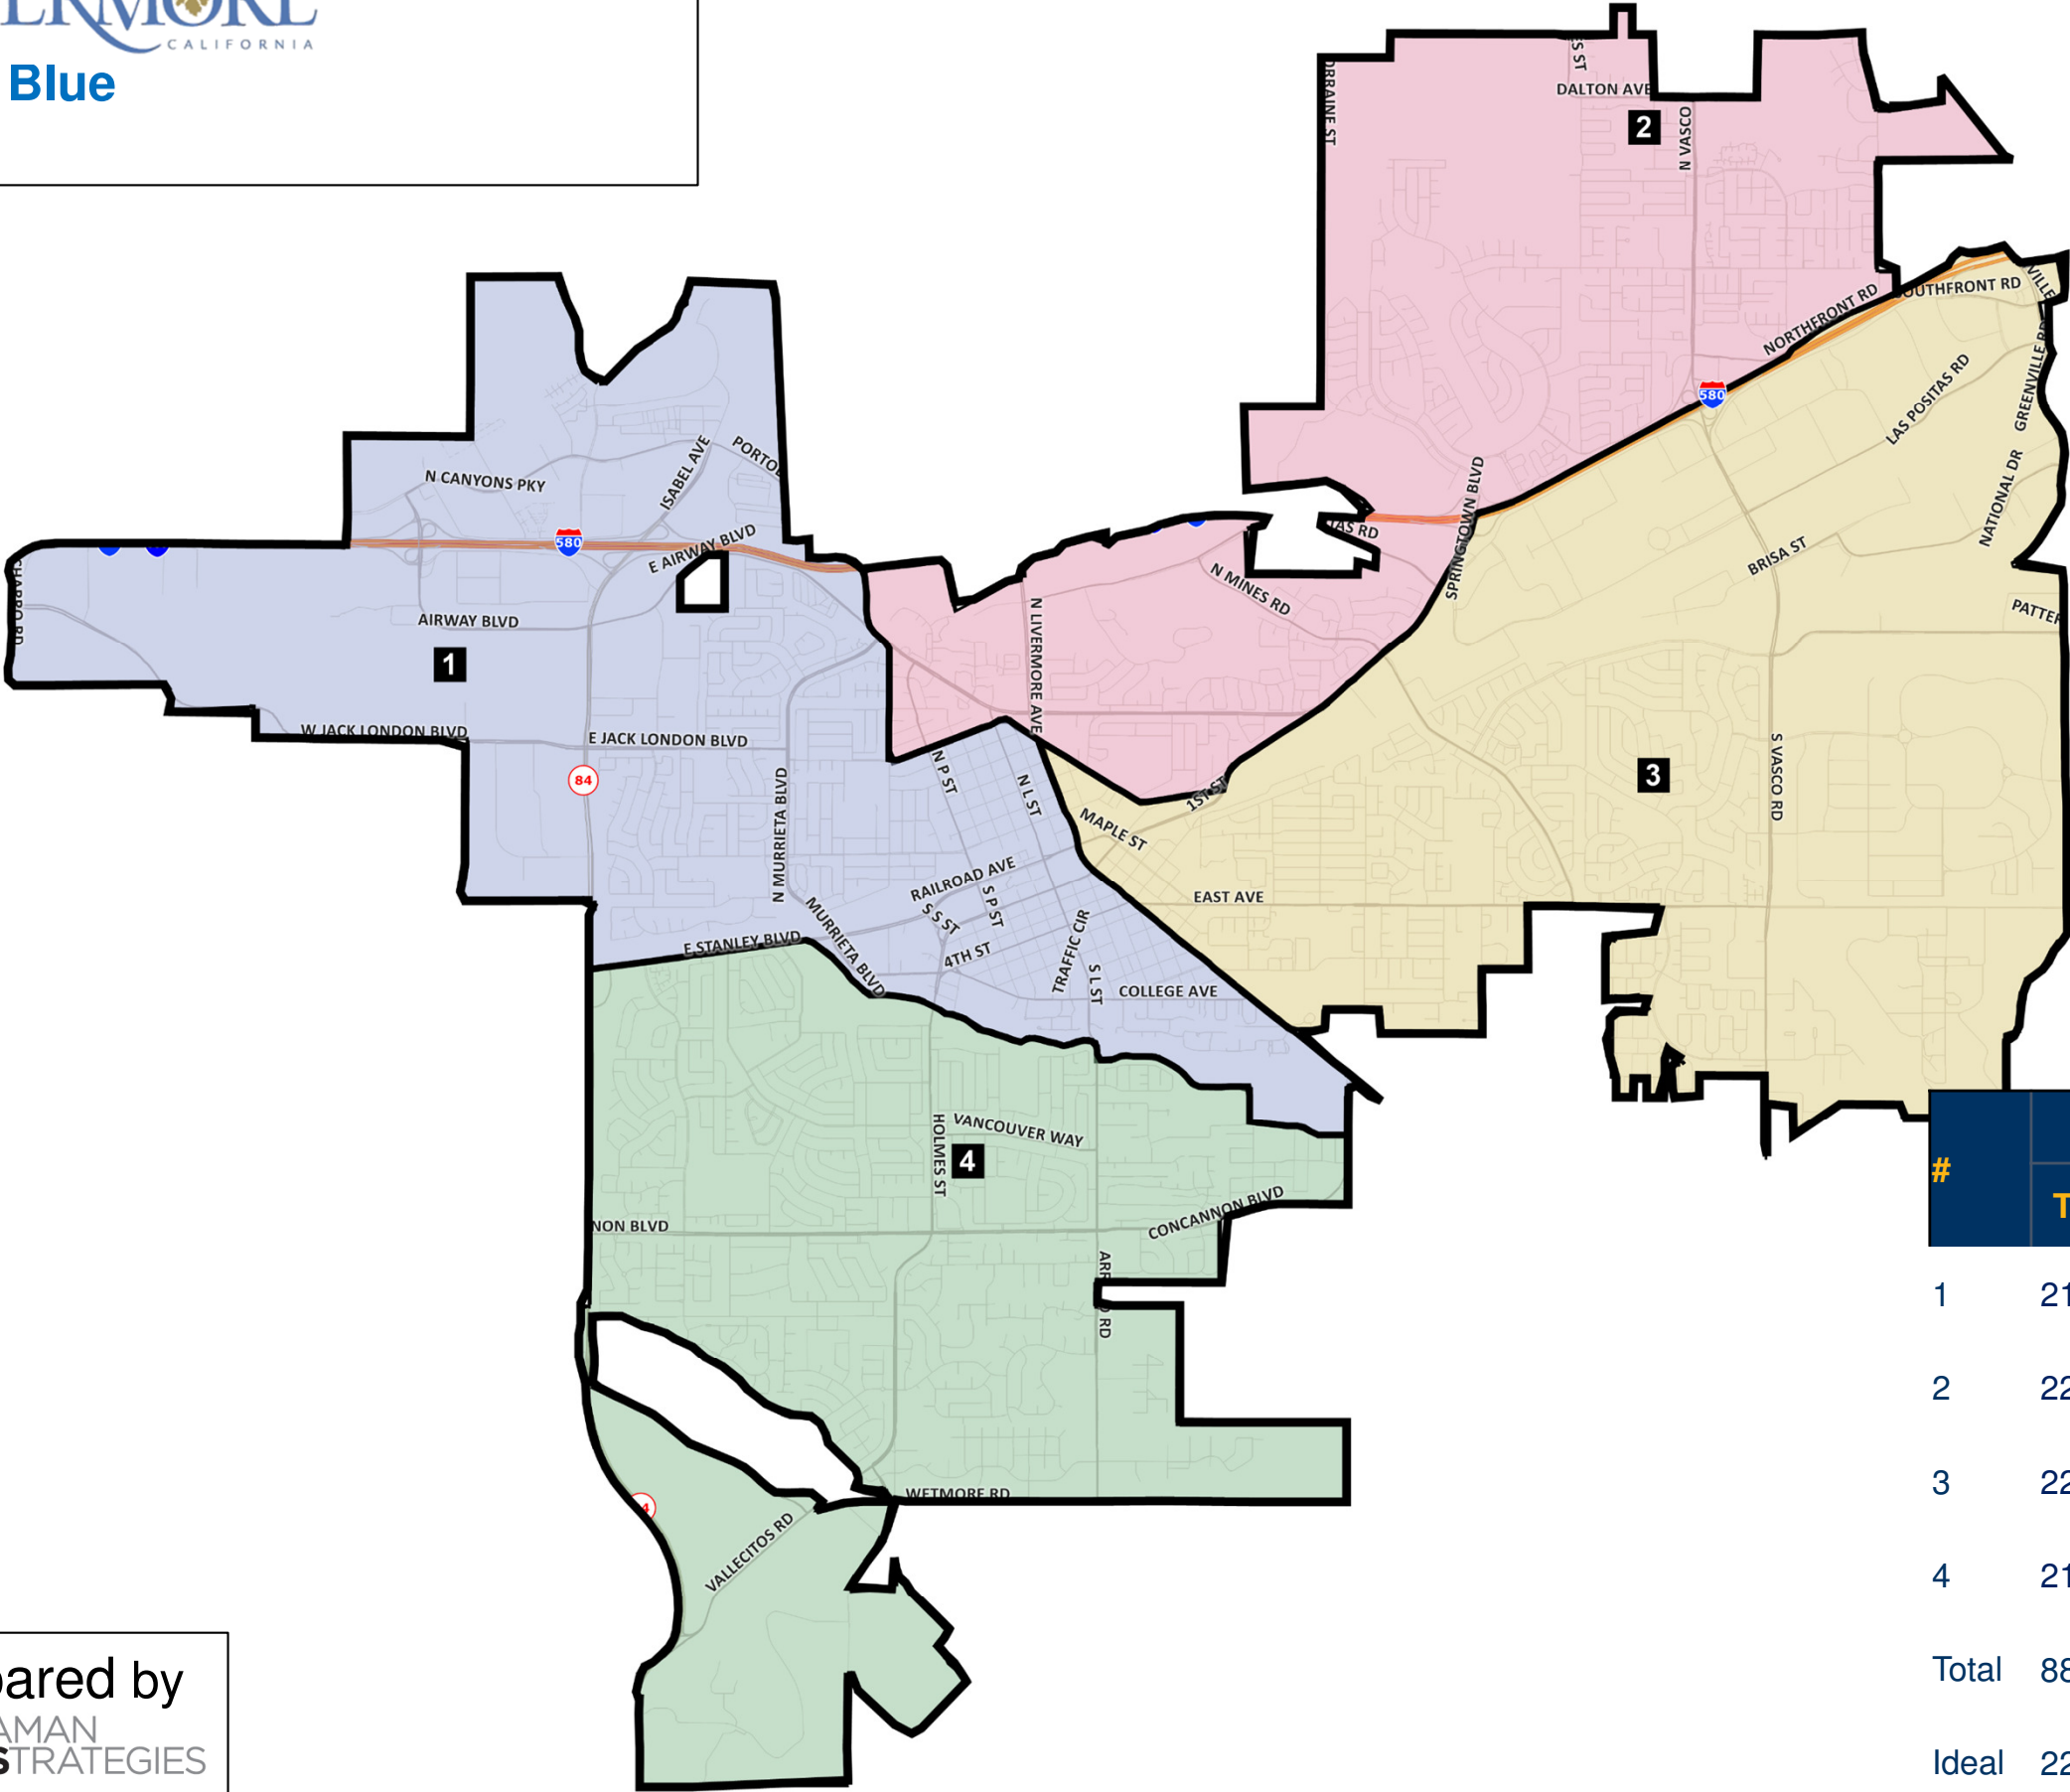 CALIFORNIA
Blue
DALTON AVE
2
N VASCO
NORTHFRONT RD
580
LAS POSITAS RD
NATIONAL DR
BRISA ST
SPRINGTOWN BLVD
N CANYONS PKY
ISABEL AVE
580
E AIRWAY BLVD
AIRWAY BLVD
1
N MINES RD
N LIVERMORE AVE
W JACK LONDON BLVD
E JACK LONDON BLVD
84
N MURRIETA BLVD
N P ST
N L ST
3
S VASCO RD
1ST ST
MAPLE ST
EAST AVE
RAILROAD AVE
S S ST
S P ST
MURRIETA BLVD
E STANLEY BLVD
4TH ST
TRAFFIC CIR
S L ST
COLLEGE AVE
HOLMES ST
VANCOUVER WAY
4
CONCANNON BLVD
NON BLVD
WETMORE RD
VALLECITOS RD
#
1
2
3
4
Total
Ideal